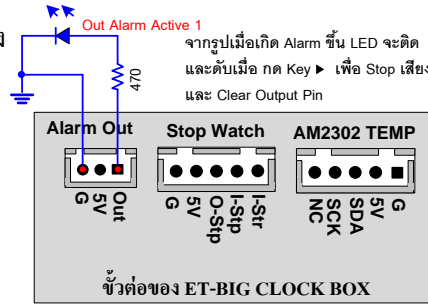 ง
Out Alarm Active 1
จากรูปเมื่อเกิด Alarm ขึ้น LED จะติด
และดับเมื่อ กด Key ► เพื่อ Stop เสียง
และ Clear Output Pin
470
Alarm Out
Stop Watch
AM2302 TEMP
G 5V Out
G 5V O-Stp I-Stp I-Str
NC SCK SDA 5V G
ขั้วต่อของ ET-BIG CLOCK BOX